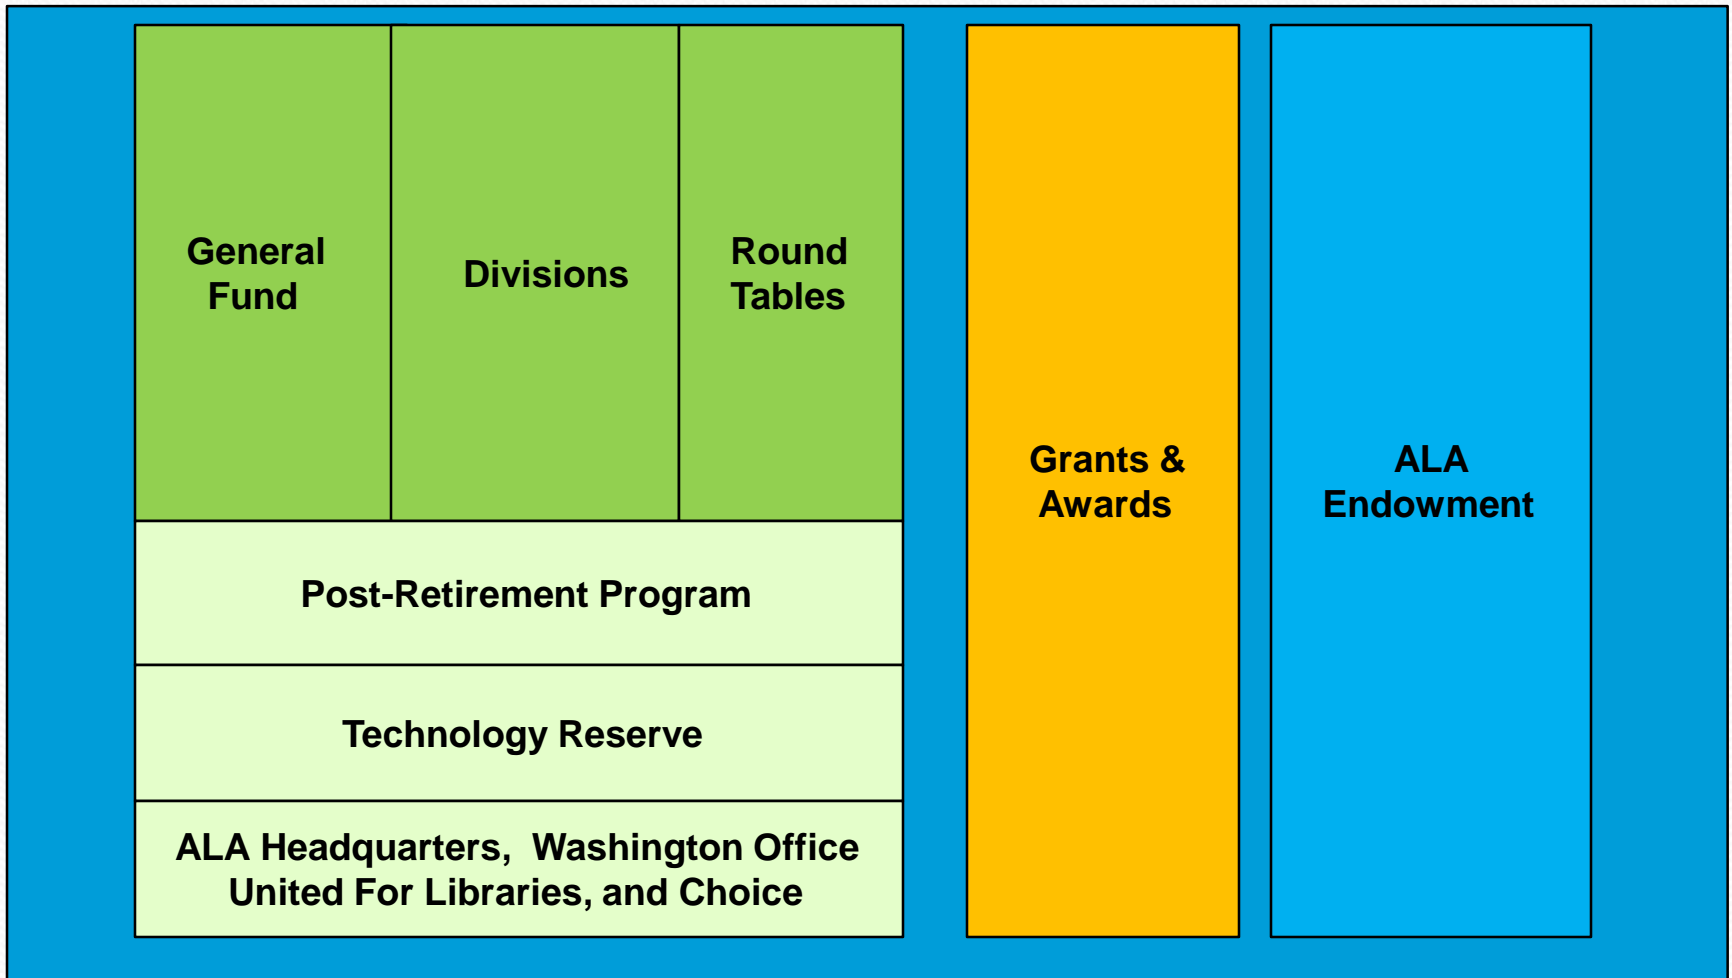 General
Fund
Divisions
Round
Tables
Grants &
Awards
ALA
Endowment
Post-Retirement Program
Technology Reserve
ALA Headquarters,  Washington Office
United For Libraries, and Choice